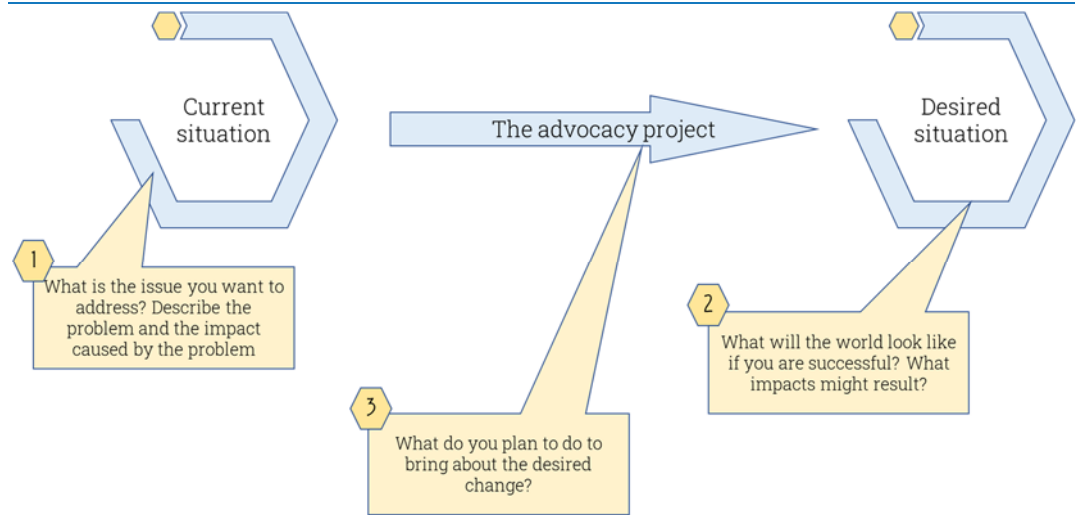 Current
situation
The advocacy project
Desired
situation
1
What is the issue you want to
address? Describe the
problem and the impact
caused by the problem
2
What will the world look like
if you are successful? What
impacts might result?
3
What do you plan to do to
bring about the desired
change?